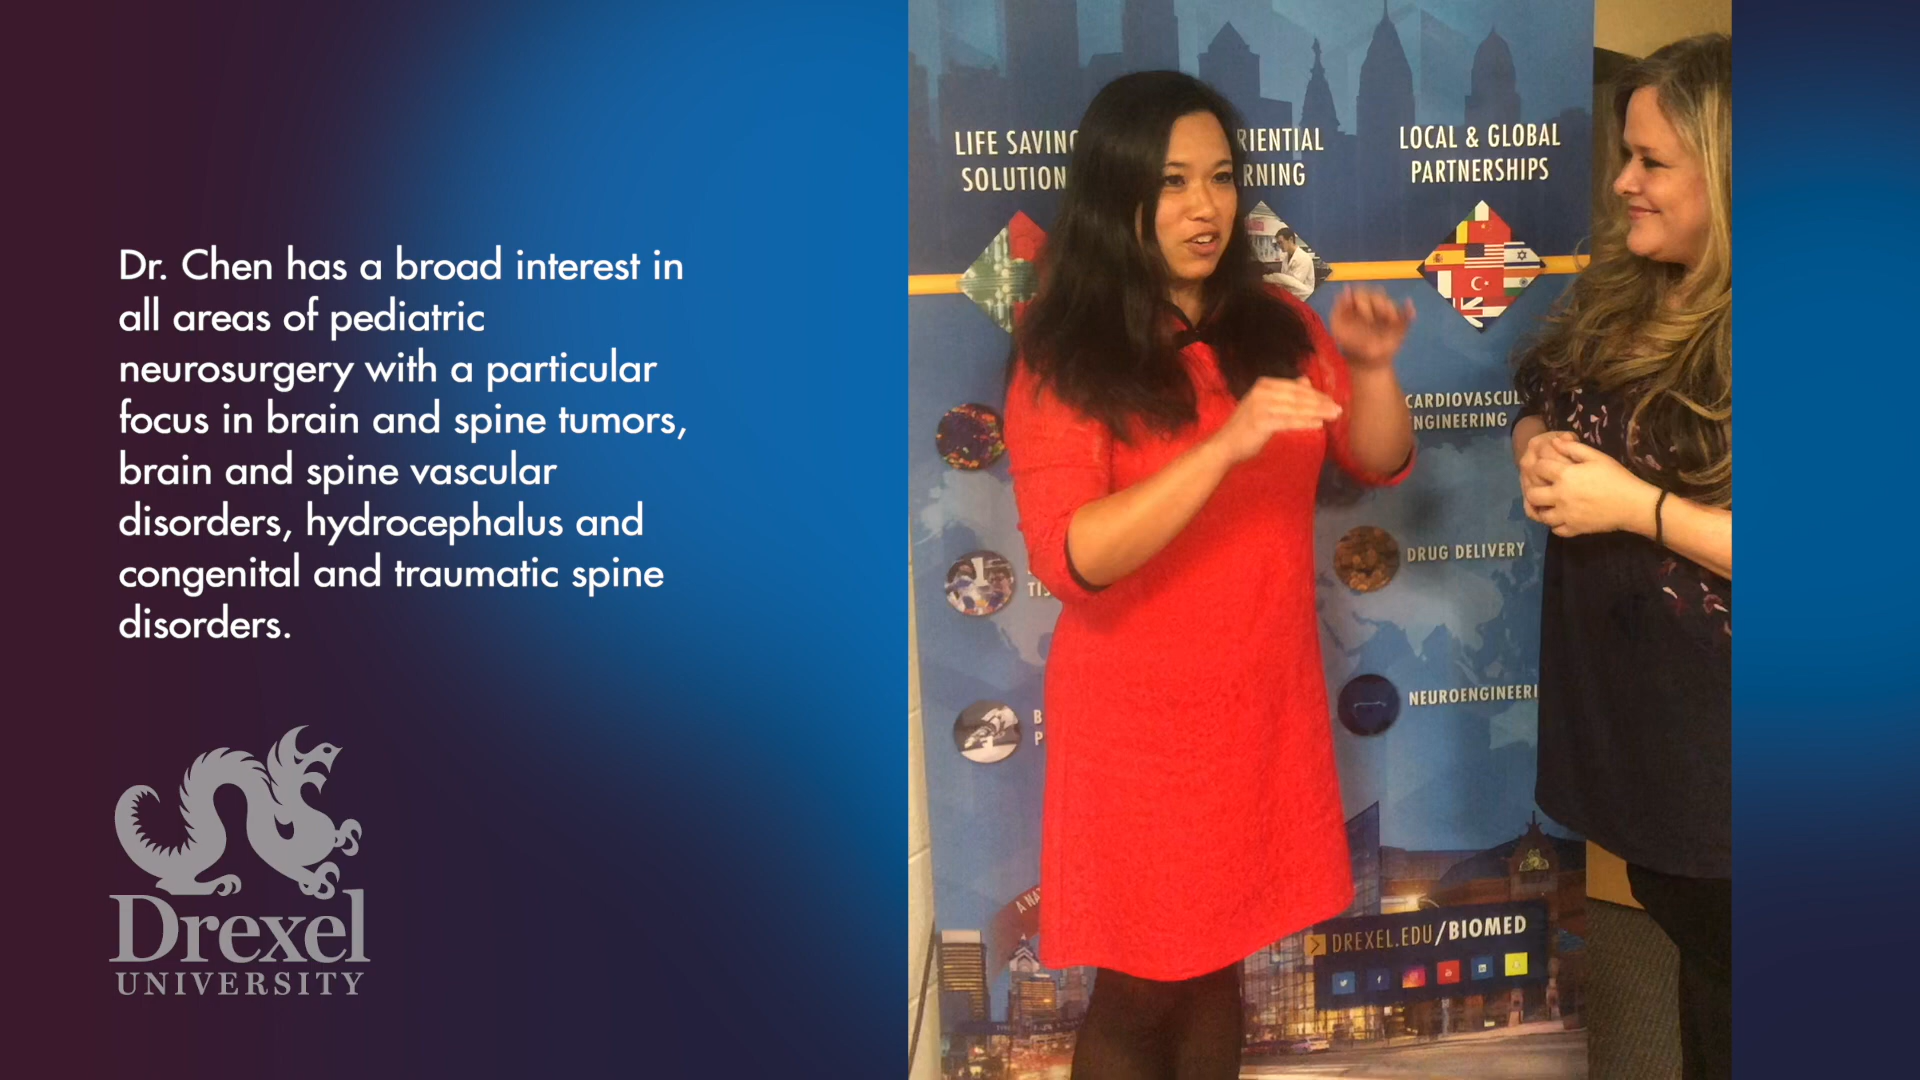 Dr. Chen has a broad interest in
all areas of pediatric
neurosurgery with a particular
focus in brain and spine tumors,
brain and spine vascular
disorders, hydrocephalus and
congenital and traumatic spine
disorders.
Drexel
UNIVERSITY
LIFE SAVING
SOLUTION
RIENTIAL
RNING
LOCAL & GLOBAL
PARTNERSHIPS
CARDIOVASCUL
NGINEERING
DRUG DELIVERY
NEUROENGINEERI
DREXEL.EDU/BIOMED